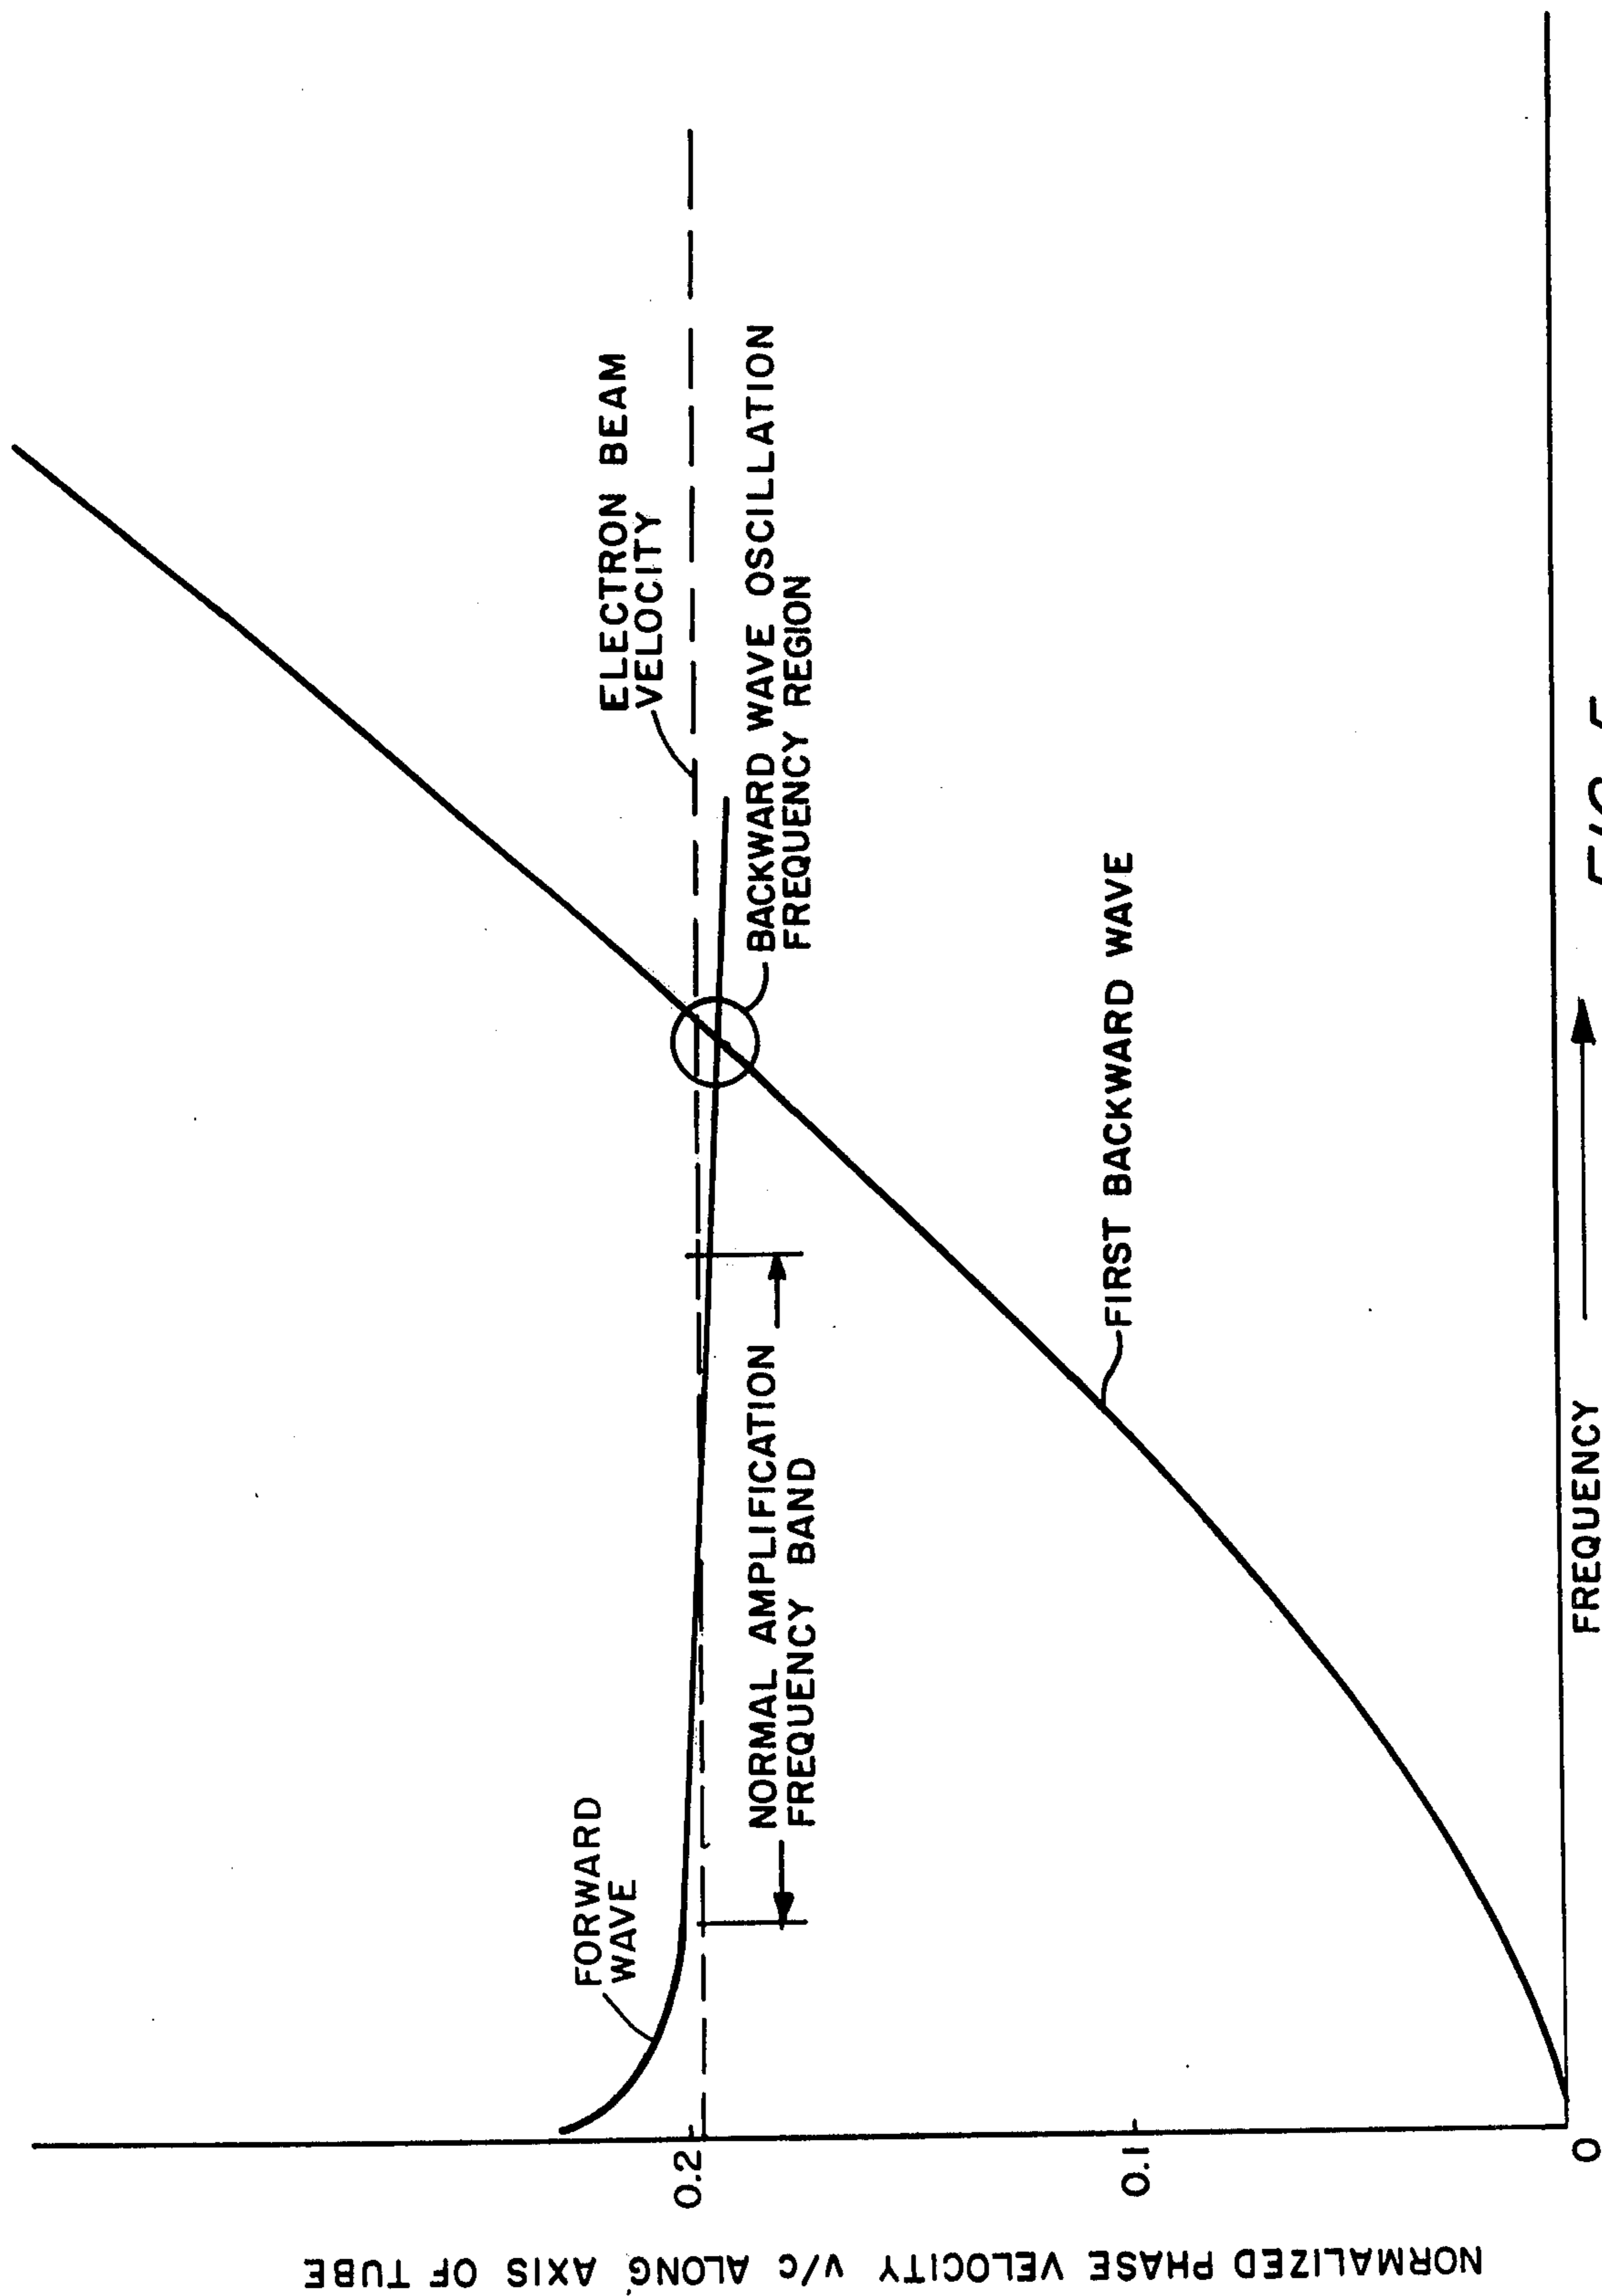 FORWARD
WAVE
ELECTRON BEAM
VELOCITY
0.2
NORMAL AMPLIFICATION
FREQUENCY BAND
BACKWARD WAVE OSCILLATION
FREQUENCY REGION
0.1
FIRST BACKWARD WAVE
0
FREQUENCY
NORMALIZED PHASE VELOCITY v/c ALONG AXIS OF TUBE